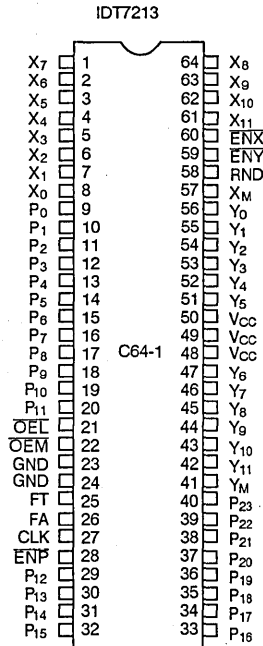 IDT7213
X7 1 64 X8
X6 2 63 X9
X5 3 62 X10
X4 4 61 X11
X3 5 60 ENX
X2 6 59 ENY
X1 7 58 RND
X0 8 57 XM
P0 9 56 Y0
P1 10 55 Y1
P2 11 54 Y2
P3 12 53 Y3
P4 13 52 Y4
P5 14 51 Y5
P6 15 50 VCC
P7 16 49 VCC
P8 17 C64-1 48 VCC
P9 18 47 Y6
P10 19 46 Y7
P11 20 45 Y8
OEL 21 44 Y9
OEM 22 43 Y10
GND 23 42 Y11
GND 24 41 YM
FT 25 40 P23
FA 26 39 P22
CLK 27 38 P21
ENP 28 37 P20
P12 29 36 P19
P13 30 35 P18
P14 31 34 P17
P15 32 33 P16